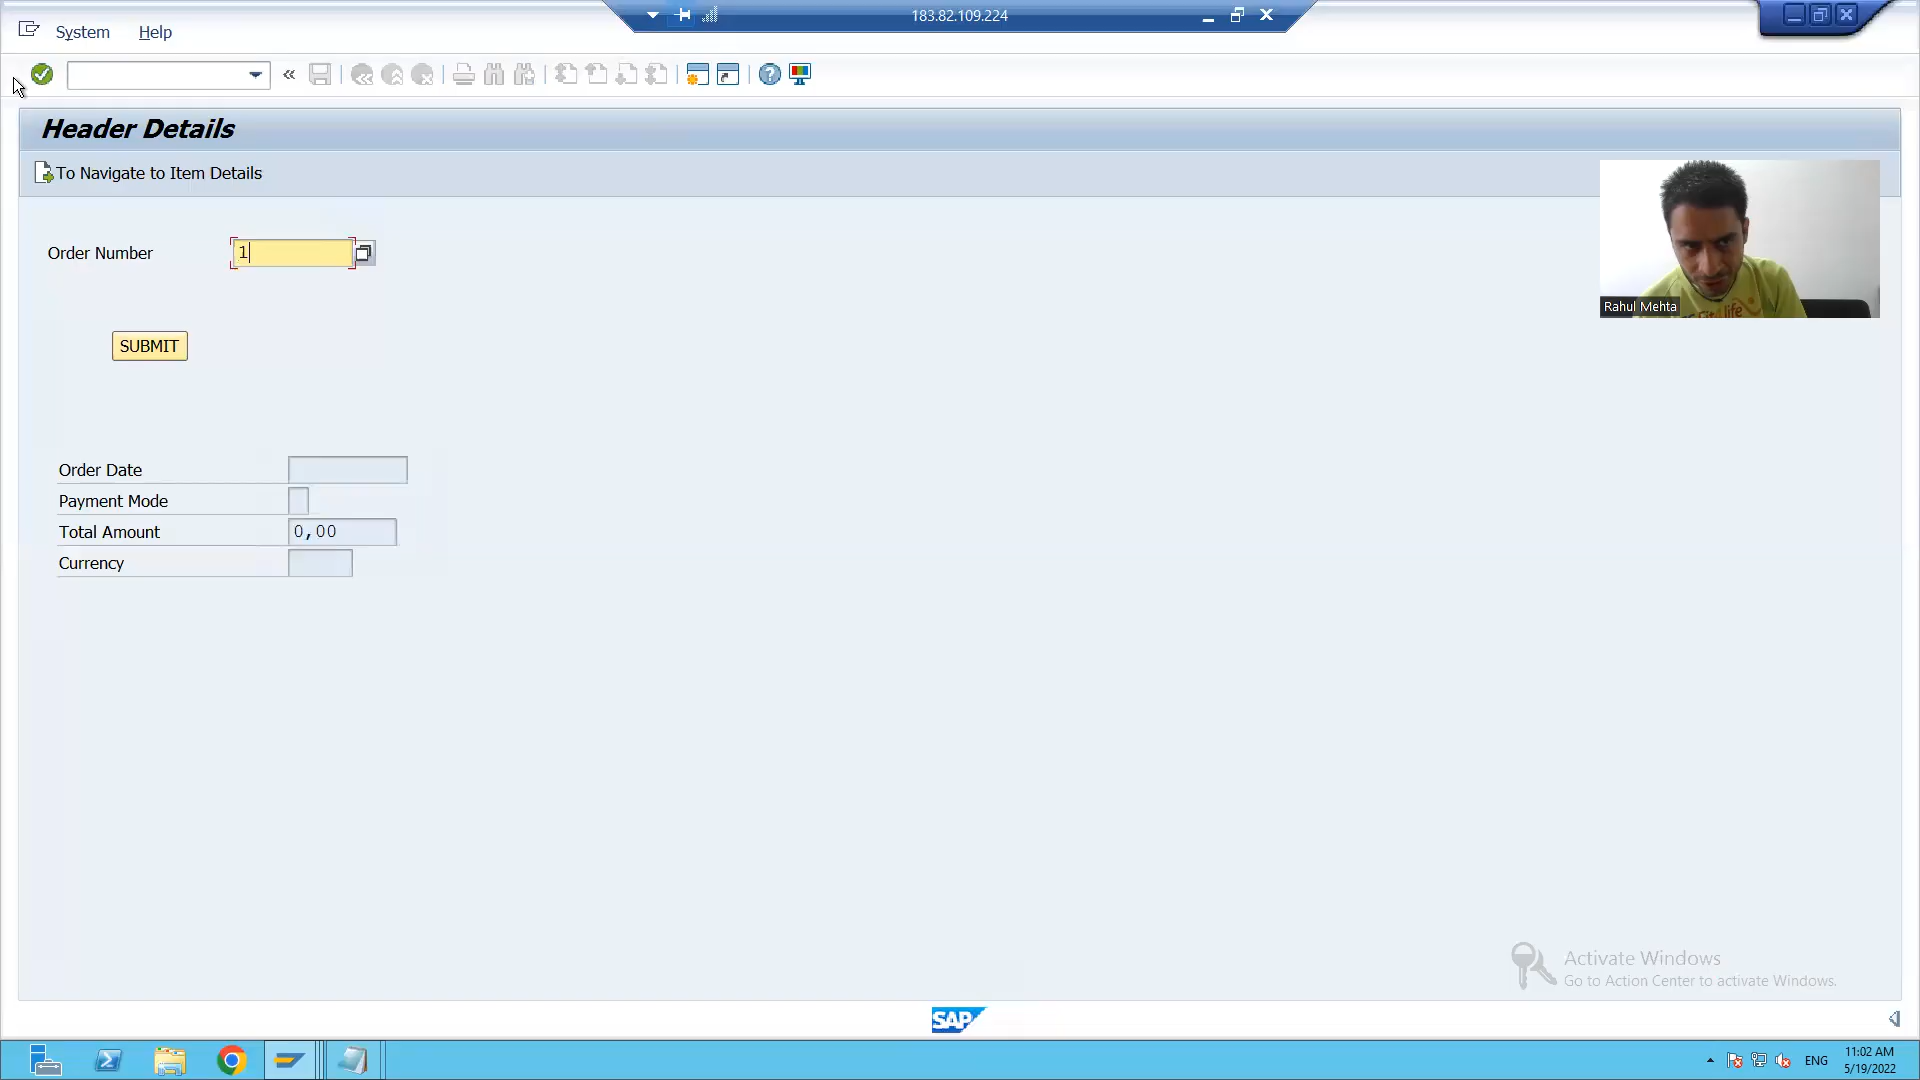 183.82.109.224
System Help
Header Details
To Navigate to Item Details
Order Number 1
Rahul Mehta
SUBMIT
Order Date
Payment Mode
Total Amount 0,00
Currency
Activate Windows
Go to Action Center to activate Windows.
SAP
ENG 11:02 AM
5/19/2022